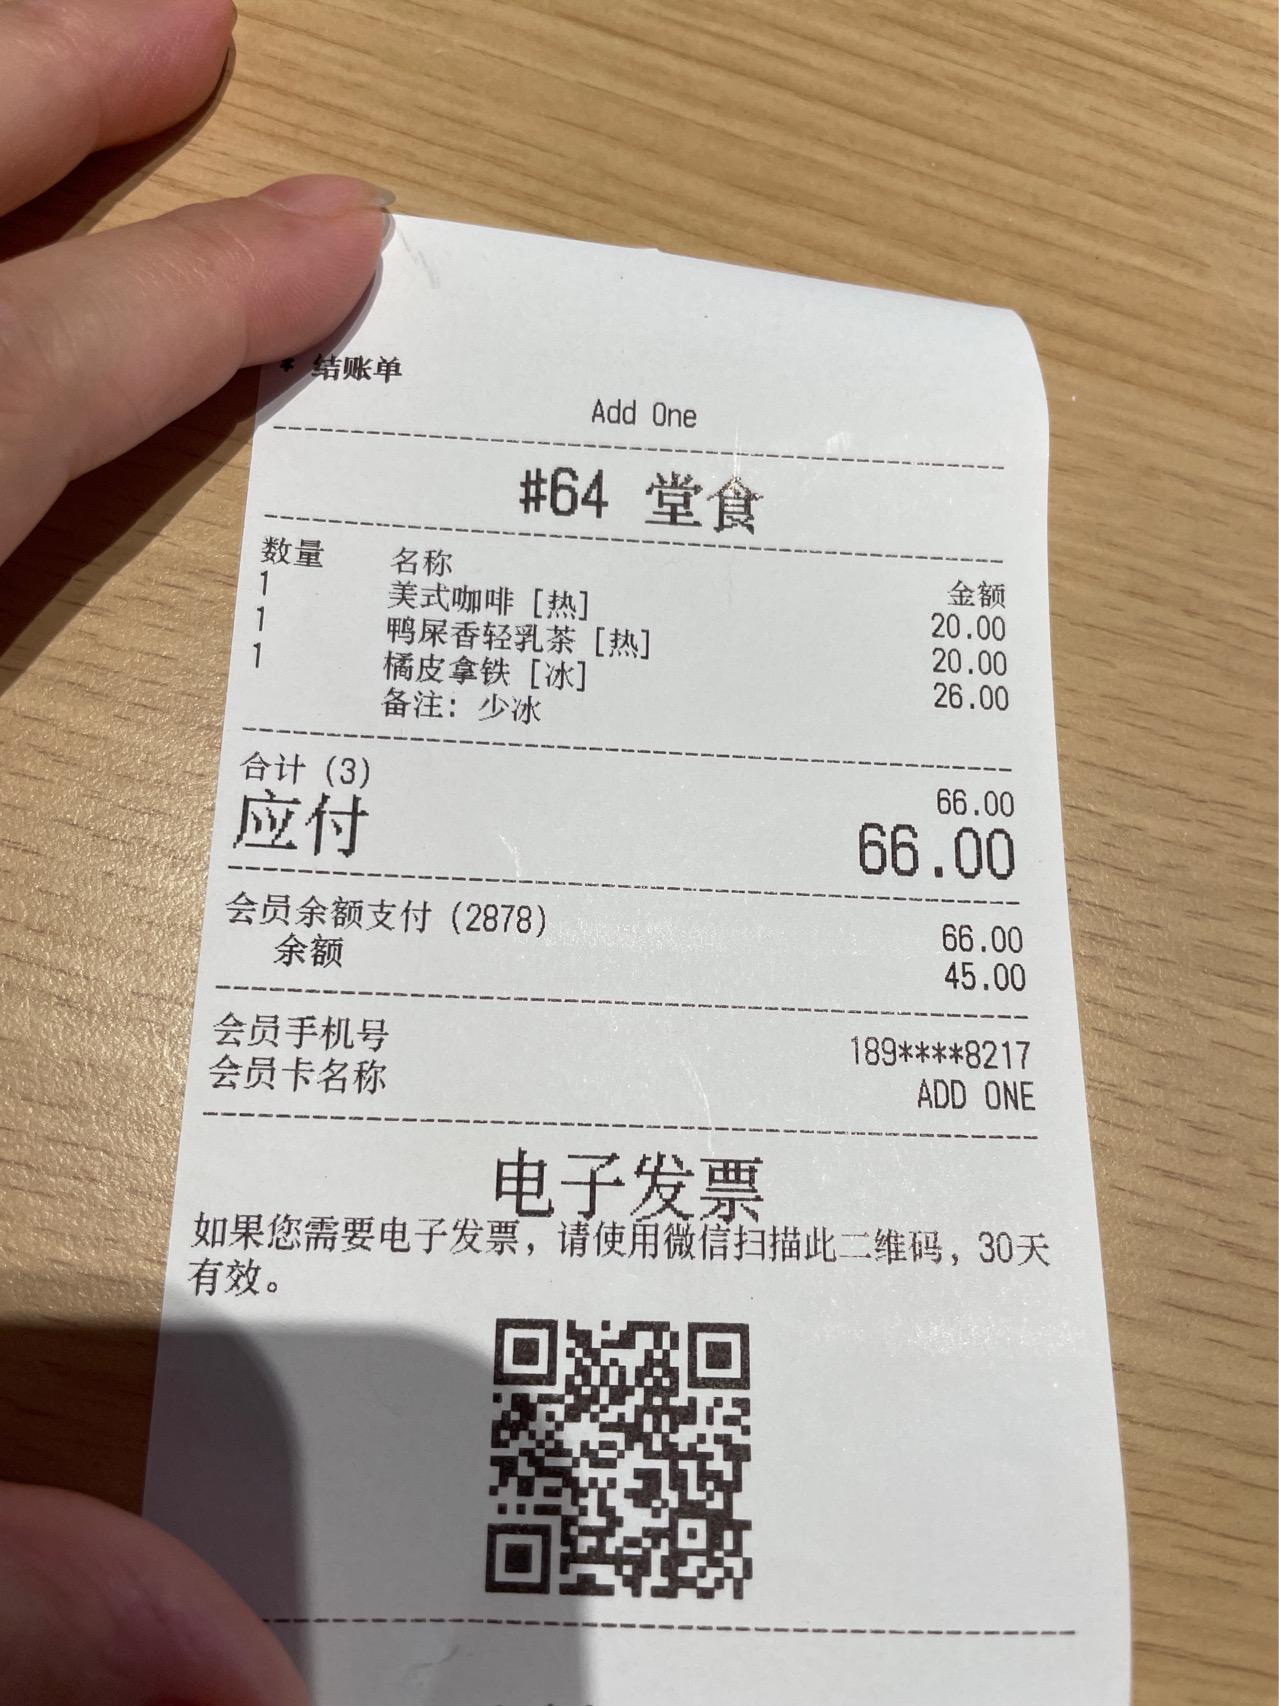 * 结账单
Add One
#64 堂食
数量 名称 金额
1 美式咖啡 [热] 20.00
1 鸭屎香轻乳茶 [热] 20.00
1 橘皮拿铁 [冰] 26.00
备注: 少冰
合计 (3) 66.00
应付 66.00
会员余额支付 (2878) 66.00
余额 45.00
会员手机号 189****8217
会员卡名称 ADD ONE
电子发票
如果您需要电子发票, 请使用微信扫描此二维码, 30天
有效。